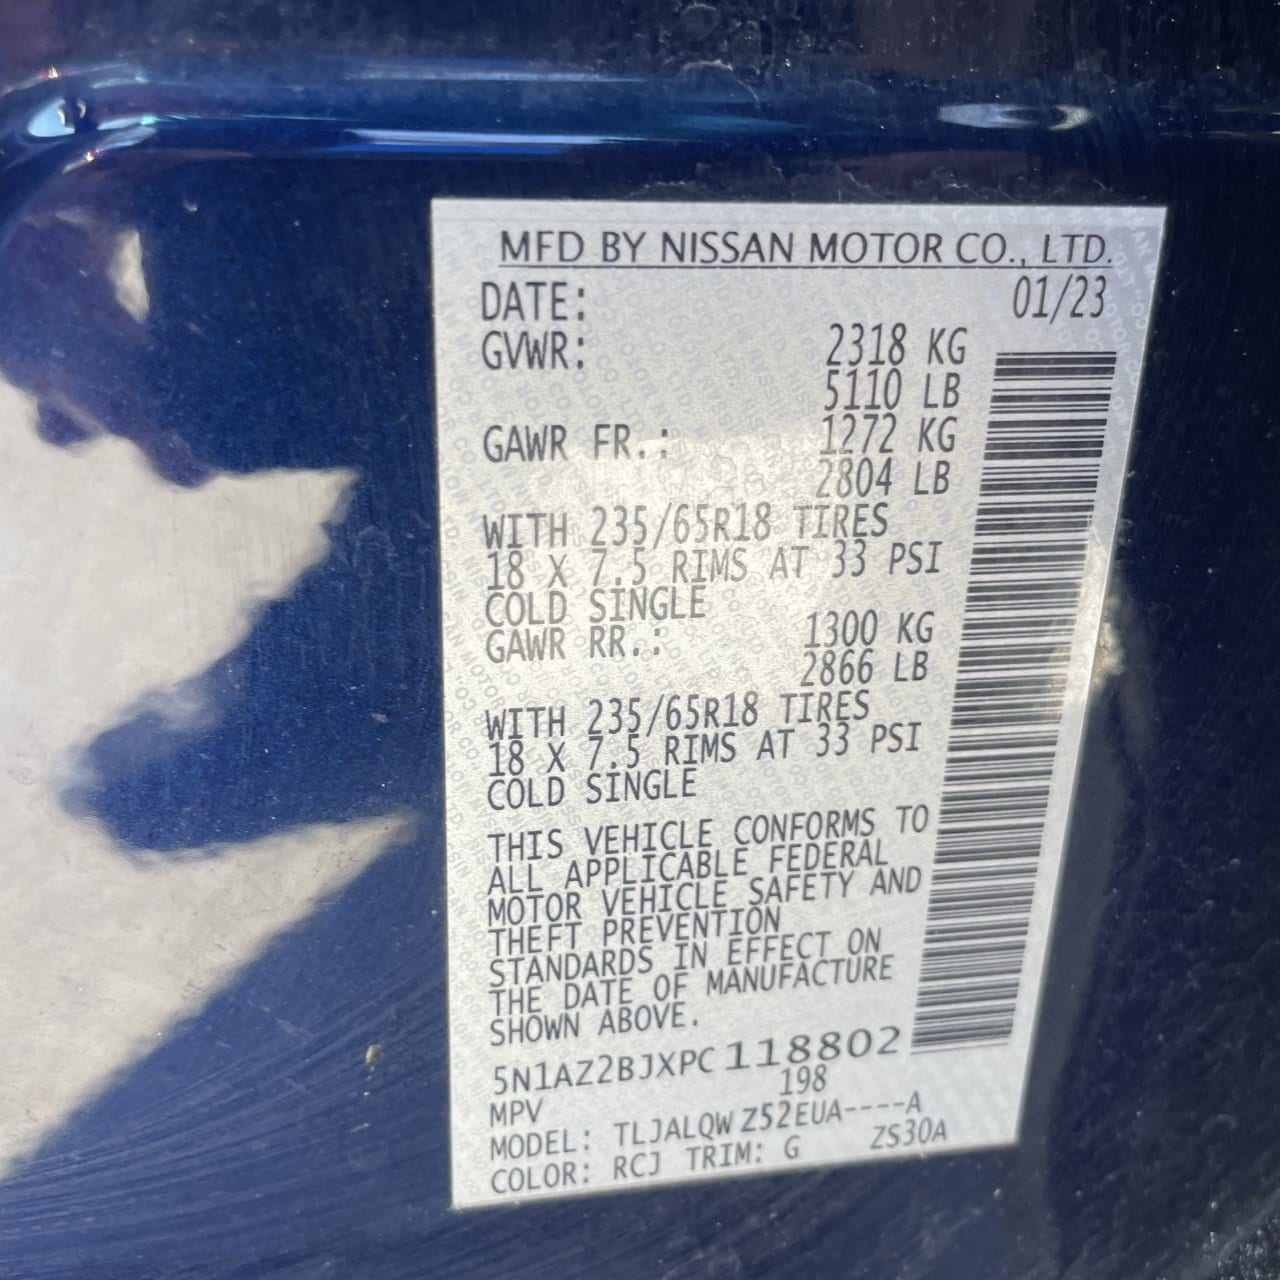 MFD BY NISSAN MOTOR CO., LTD.
DATE: 01/23
GVWR: 2318 KG
5110 LB
GAWR FR.: 1272 KG
2804 LB
WITH 235/65R18 TIRES
18 X 7.5 RIMS AT 33 PSI
COLD SINGLE
GAWR RR.: 1300 KG
2866 LB
WITH 235/65R18 TIRES
18 X 7.5 RIMS AT 33 PSI
COLD SINGLE
THIS VEHICLE CONFORMS TO
ALL APPLICABLE FEDERAL
MOTOR VEHICLE SAFETY AND
THEFT PREVENTION
STANDARDS IN EFFECT ON
THE DATE OF MANUFACTURE
SHOWN ABOVE.
5N1AZ2BJXPC118802
MPV 198
MODEL: TLJALQWZ52EUA----A
COLOR: RCJ TRIM: G ZS30A